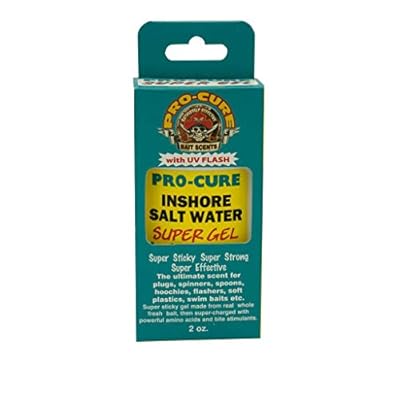 PRO-CURE
BAIT SCENTS
with UV FLASH
PRO-CURE
INSHORE
SALT WATER
SUPER GEL
Super Sticky Super Strong
Super Effective
The ultimate scent for
plugs, spinners, spoons,
hoochies, flashers, soft
plastics, swim baits etc.
Super sticky gel made from real whole
fresh bait, then super-charged with
powerful amino acids and bite stimulants.
2 oz.